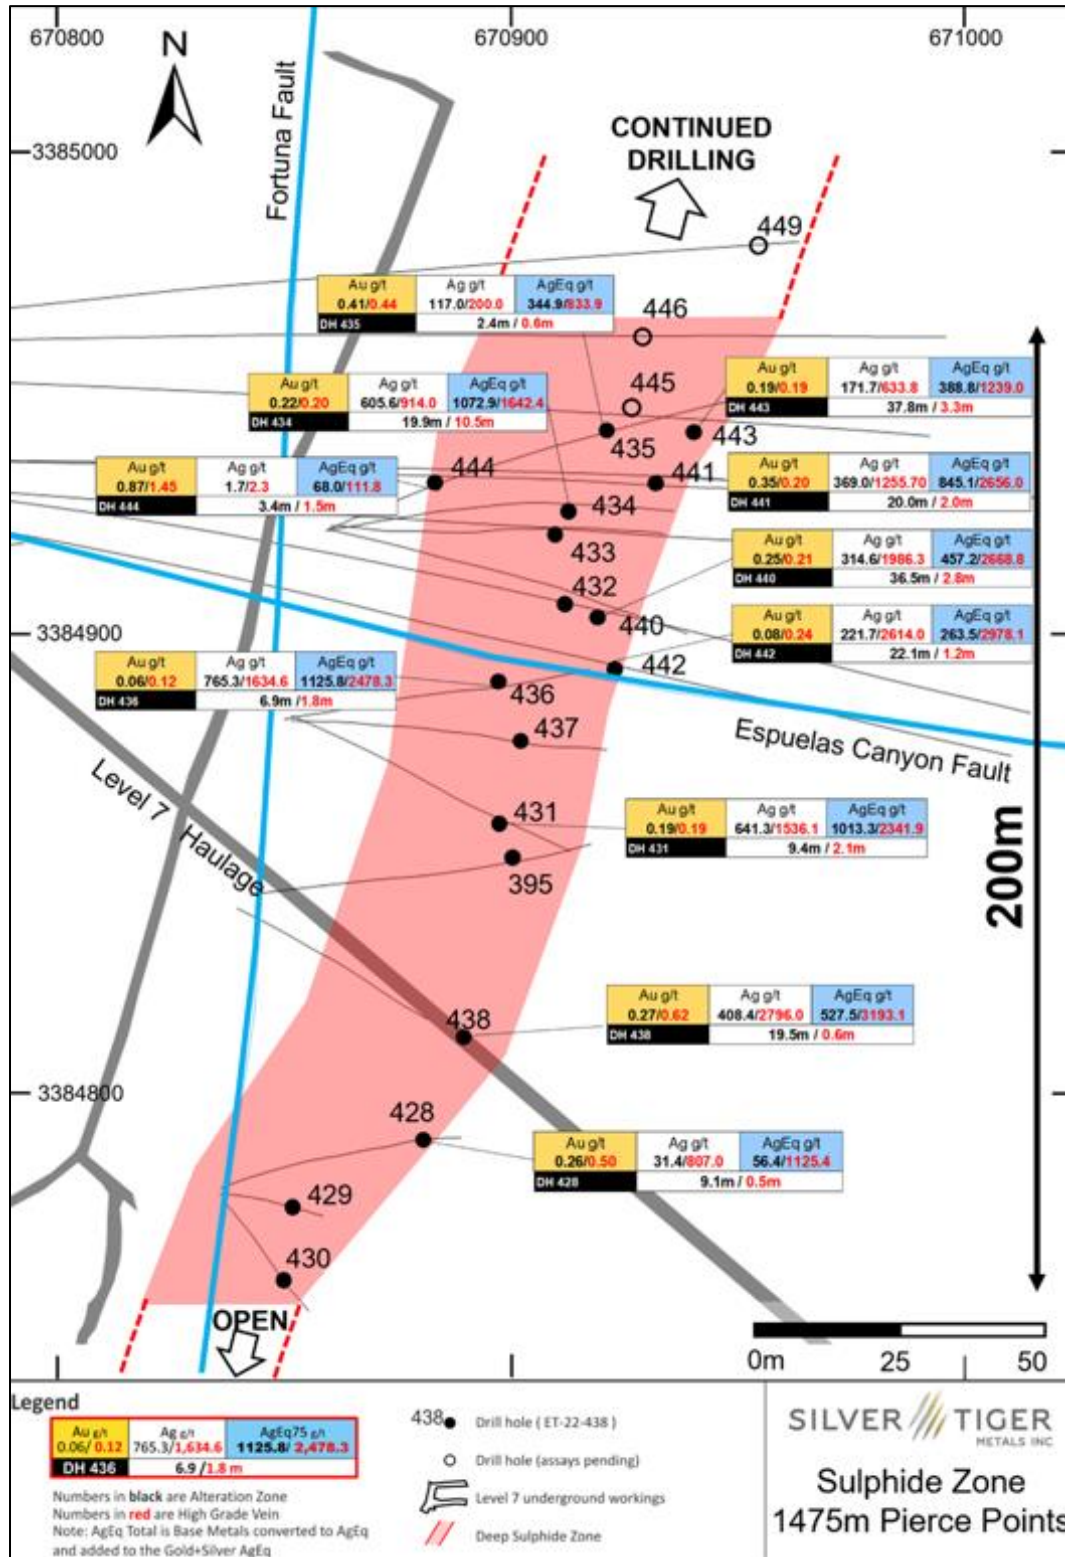 670800
670900
671000
N
Fortuna Fault
CONTINUED
DRILLING
3385000
449
Au g/t Ag g/t AgEq g/t
0.41/0.44 117.0/200.0 344.9/833.9
DH 435 2.4m / 0.6m
446
Au g/t Ag g/t AgEq g/t
0.19/0.19 171.7/633.8 388.8/1239.0
DH 443 37.8m / 3.3m
445
Au g/t Ag g/t AgEq g/t
0.22/0.20 605.6/914.0 1072.9/1642.4
DH 434 19.9m / 10.5m
435
443
Au g/t Ag g/t AgEq g/t
0.87/1.45 1.7/2.3 68.0/111.8
DH 444 3.4m / 1.5m
444
441
Au g/t Ag g/t AgEq g/t
0.35/0.20 369.0/1255.70 845.1/2656.0
DH 441 20.0m / 2.0m
434
433
Au g/t Ag g/t AgEq g/t
0.25/0.21 314.6/1986.3 457.2/2668.8
DH 440 36.5m / 2.8m
432
440
3384900
Au g/t Ag g/t AgEq g/t
0.08/0.24 221.7/2614.0 263.5/2978.1
DH 442 22.1m / 1.2m
442
Au g/t Ag g/t AgEq g/t
0.06/0.12 765.3/1634.6 1125.8/2478.3
DH 436 6.9m /1.8m
436
437
Espuelas Canyon Fault
Level 7 Haulage
431
Au g/t Ag g/t AgEq g/t
0.19/0.19 641.3/1536.1 1013.3/2341.9
DH 431 9.4m / 2.1m
395
200m
438
Au g/t Ag g/t AgEq g/t
0.27/0.62 408.4/2796.0 527.5/3193.1
DH 438 19.5m / 0.6m
3384800
428
Au g/t Ag g/t AgEq g/t
0.26/0.50 31.4/807.0 56.4/1125.4
DH 428 9.1m / 0.5m
429
430
OPEN
0m 25 50
Legend
Au g/t Ag g/t AgEq75 g/t
0.06/ 0.12 765.3/1,634.6 1125.8/ 2,478.3
DH 436 6.9 /1.8 m
Numbers in black are Alteration Zone
Numbers in red are High Grade Vein
Note: AgEq Total is Base Metals converted to AgEq
and added to the Gold+Silver AgEq
438 Drill hole ( ET-22-438 )
Drill hole (assays pending)
Level 7 underground workings
Deep Sulphide Zone
SILVER TIGER
METALS INC
Sulphide Zone
1475m Pierce Points